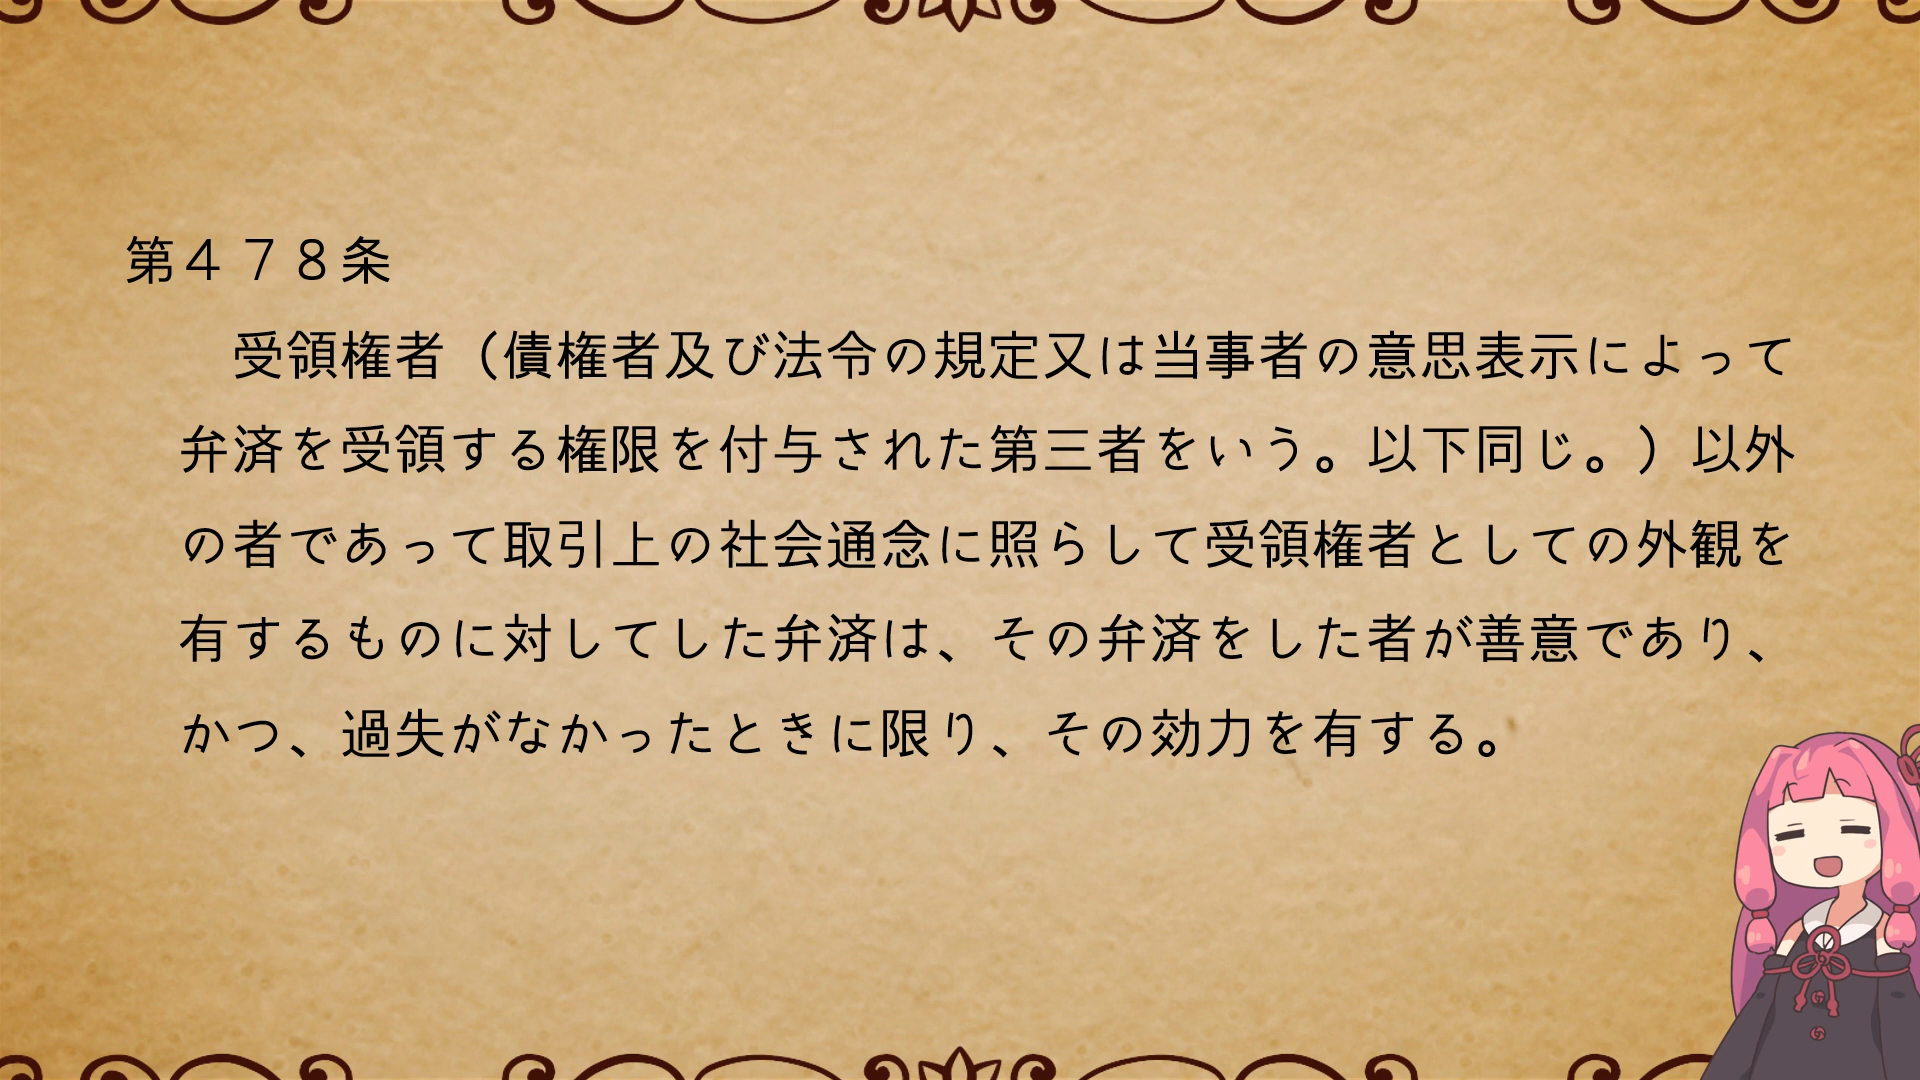 第４７８条
受領権者（債権者及び法令の規定又は当事者の意思表示によって
弁済を受領する権限を付与された第三者をいう。以下同じ。）以外
の者であって取引上の社会通念に照らして受領権者としての外観を
有するものに対してした弁済は、その弁済をした者が善意であり、
かつ、過失がなかったときに限り、その効力を有する。